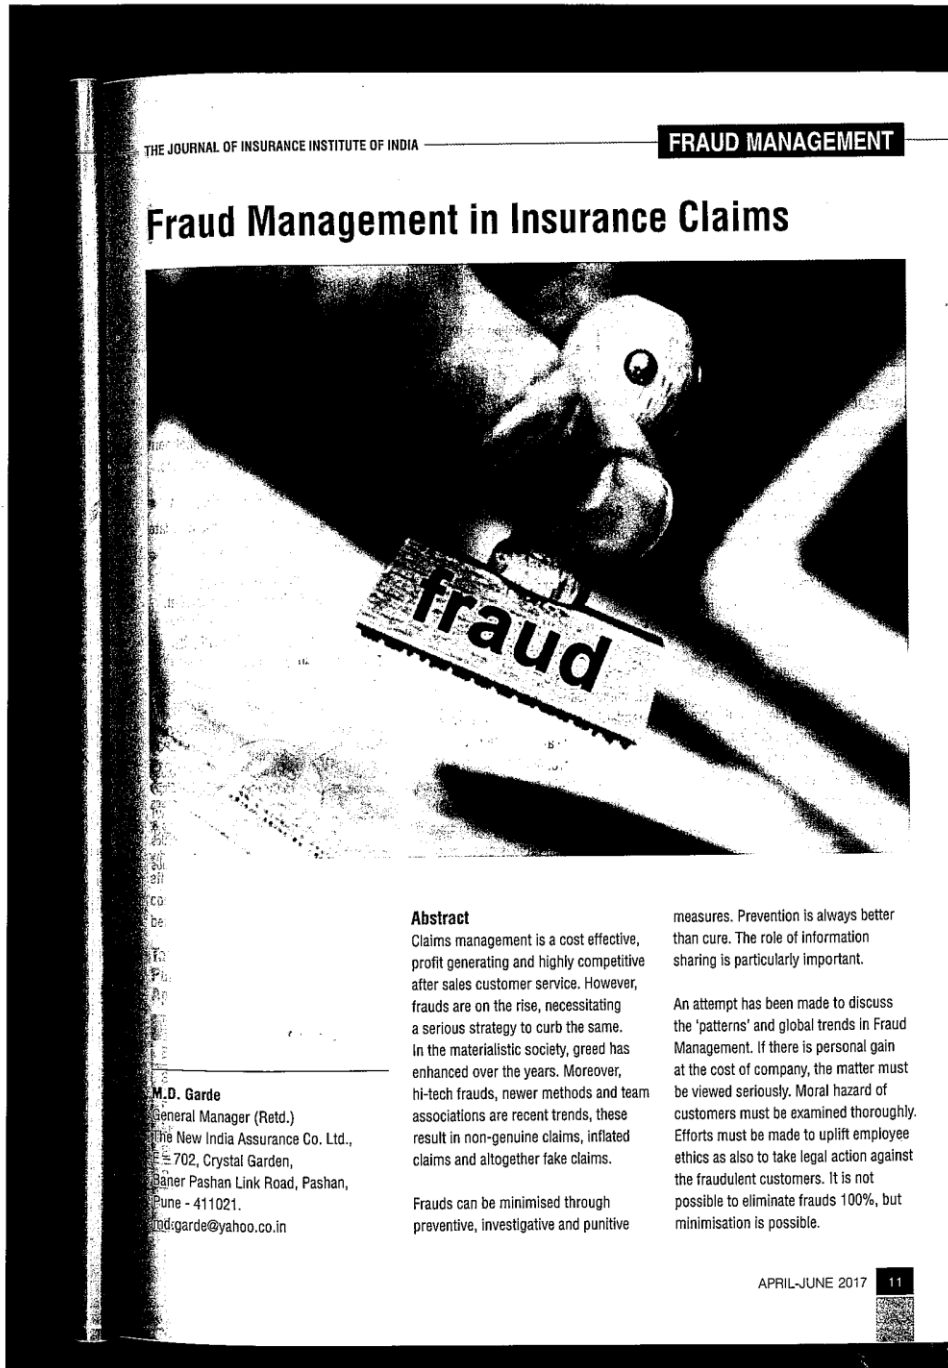 THE JOURNAL OF INSURANCE INSTITUTE OF INDIA
FRAUD MANAGEMENT
Fraud Management in Insurance Claims
fraud
M.D. Garde
General Manager (Retd.)
The New India Assurance Co. Ltd.,
702, Crystal Garden,
Baner Pashan Link Road, Pashan,
Pune - 411021.
garde@yahoo.co.in
Abstract
Claims management is a cost effective,
profit generating and highly competitive
after sales customer service. However,
frauds are on the rise, necessitating
a serious strategy to curb the same.
In the materialistic society, greed has
enhanced over the years. Moreover,
hi-tech frauds, newer methods and team
associations are recent trends, these
result in non-genuine claims, inflated
claims and altogether fake claims.
Frauds can be minimised through
preventive, investigative and punitive
measures. Prevention is always better
than cure. The role of information
sharing is particularly important.
An attempt has been made to discuss
the 'patterns' and global trends in Fraud
Management. If there is personal gain
at the cost of company, the matter must
be viewed seriously. Moral hazard of
customers must be examined thoroughly.
Efforts must be made to uplift employee
ethics as also to take legal action against
the fraudulent customers. It is not
possible to eliminate frauds 100%, but
minimisation is possible.
APRIL-JUNE 2017
11